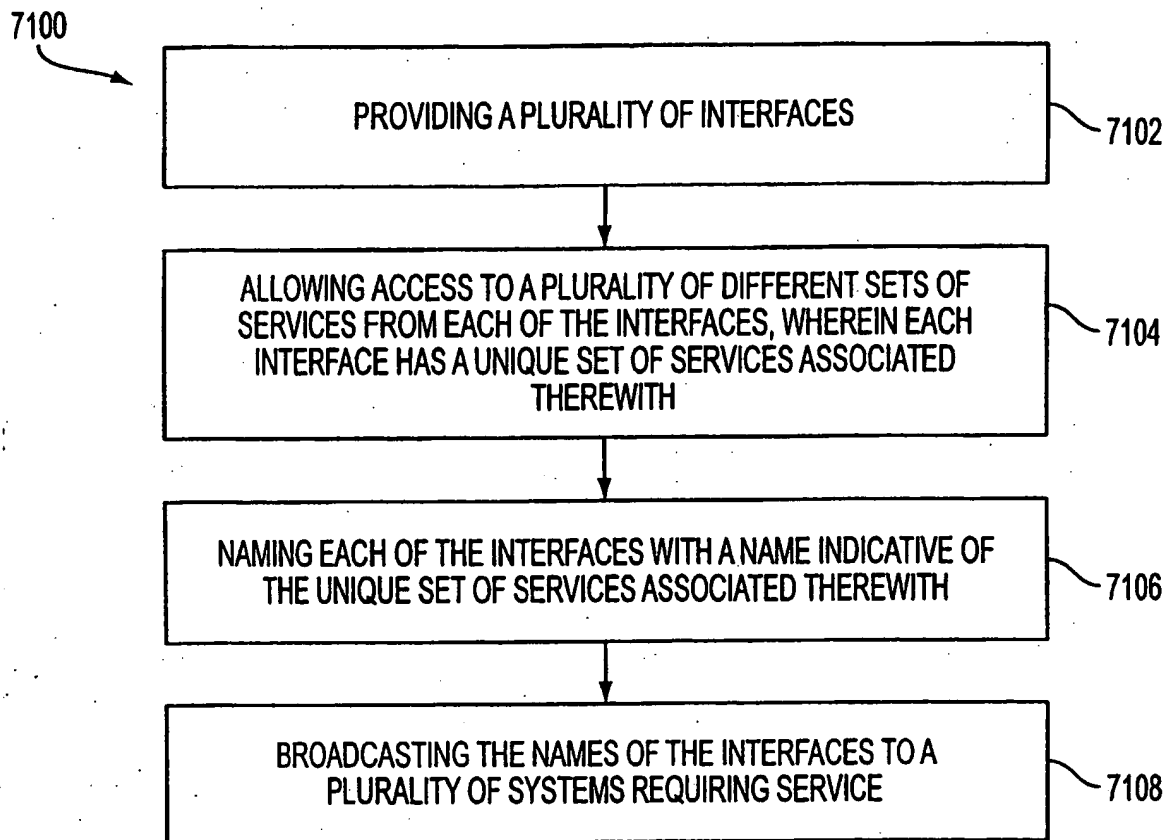 7100
PROVIDING A PLURALITY OF INTERFACES
7102
ALLOWING ACCESS TO A PLURALITY OF DIFFERENT SETS OF
SERVICES FROM EACH OF THE INTERFACES, WHEREIN EACH
INTERFACE HAS A UNIQUE SET OF SERVICES ASSOCIATED
THEREWITH
7104
NAMING EACH OF THE INTERFACES WITH A NAME INDICATIVE OF
THE UNIQUE SET OF SERVICES ASSOCIATED THEREWITH
7106
BROADCASTING THE NAMES OF THE INTERFACES TO A
PLURALITY OF SYSTEMS REQUIRING SERVICE
7108